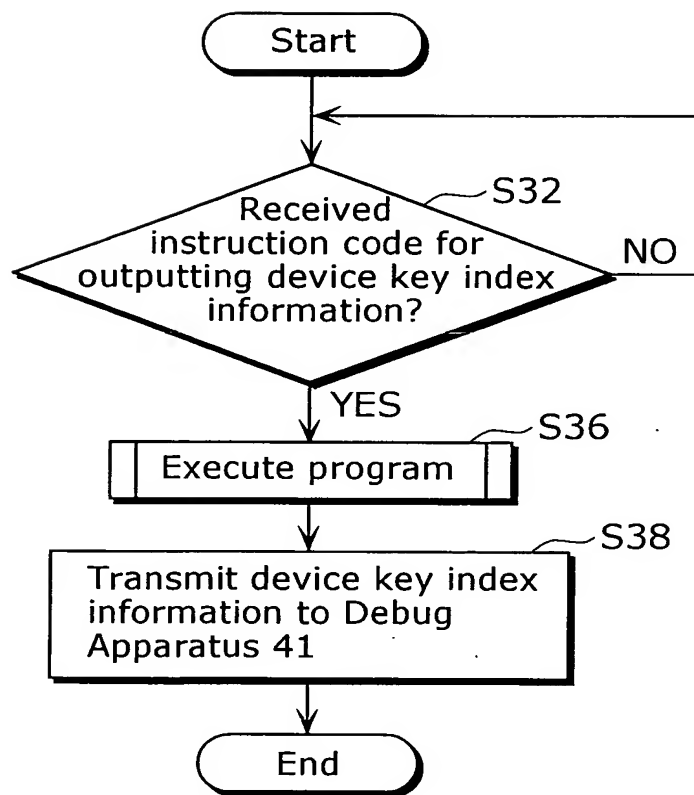 Start
S32
Received
instruction code for
outputting device key index
information?
NO
YES
S36
Execute program
S38
Transmit device key index
information to Debug
Apparatus 41
End